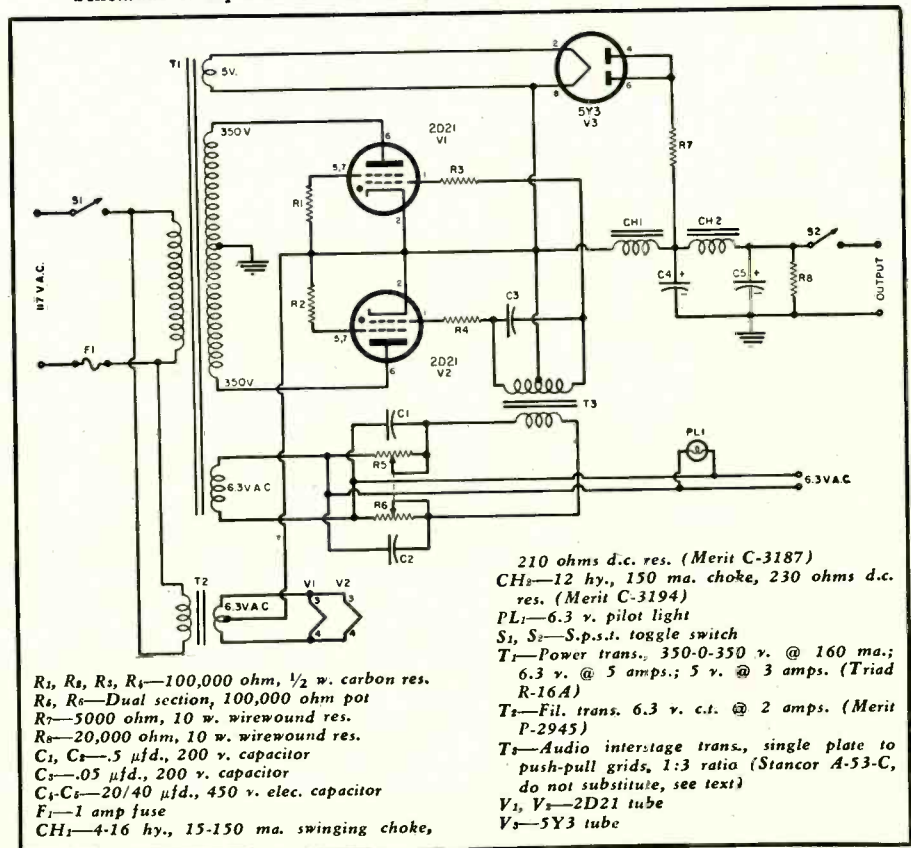 T1
5V.
2
8
4
6
5Y3
V3
350V
2D21
V1
6
5,7
1
2
R3
R1
R7
S1
117 V.A.C.
F1
CH1
CH2
S2
C4
+
C5
+
R8
OUTPUT
R2
2
5,7
1
6
R4
C3
2D21
V2
350V
T3
C1
R5
R6
C2
6.3V A C
PL1
6.3V A.C.
T2
6.3V A C
V1
V2
3
3
4
4
R1, R2, R3, R4—100,000 ohm, ½ w. carbon res.
R5, R6—Dual section, 100,000 ohm pot
R7—5000 ohm, 10 w. wirewound res.
R8—20,000 ohm, 10 w. wirewound res.
C1, C2—.5 µfd., 200 v. capacitor
C3—.05 µfd., 200 v. capacitor
C4-C5—20/40 µfd., 450 v. elec. capacitor
F1—1 amp fuse
CH1—4-16 hy., 15-150 ma. swinging choke,
210 ohms d.c. res. (Merit C-3187)
CH2—12 hy., 150 ma. choke, 230 ohms d.c.
res. (Merit C-3194)
PL1—6.3 v. pilot light
S1, S2—S.p.s.t. toggle switch
T1—Power trans., 350-0-350 v. @ 160 ma.;
6.3 v. @ 5 amps.; 5 v. @ 3 amps. (Triad
R-16A)
T2—Fil. trans. 6.3 v. c.t. @ 2 amps. (Merit
P-2945)
T3—Audio interstage trans., single plate to
push-pull grids, 1:3 ratio (Stancor A-53-C,
do not substitute, see text)
V1, V2—2D21 tube
V3—5Y3 tube